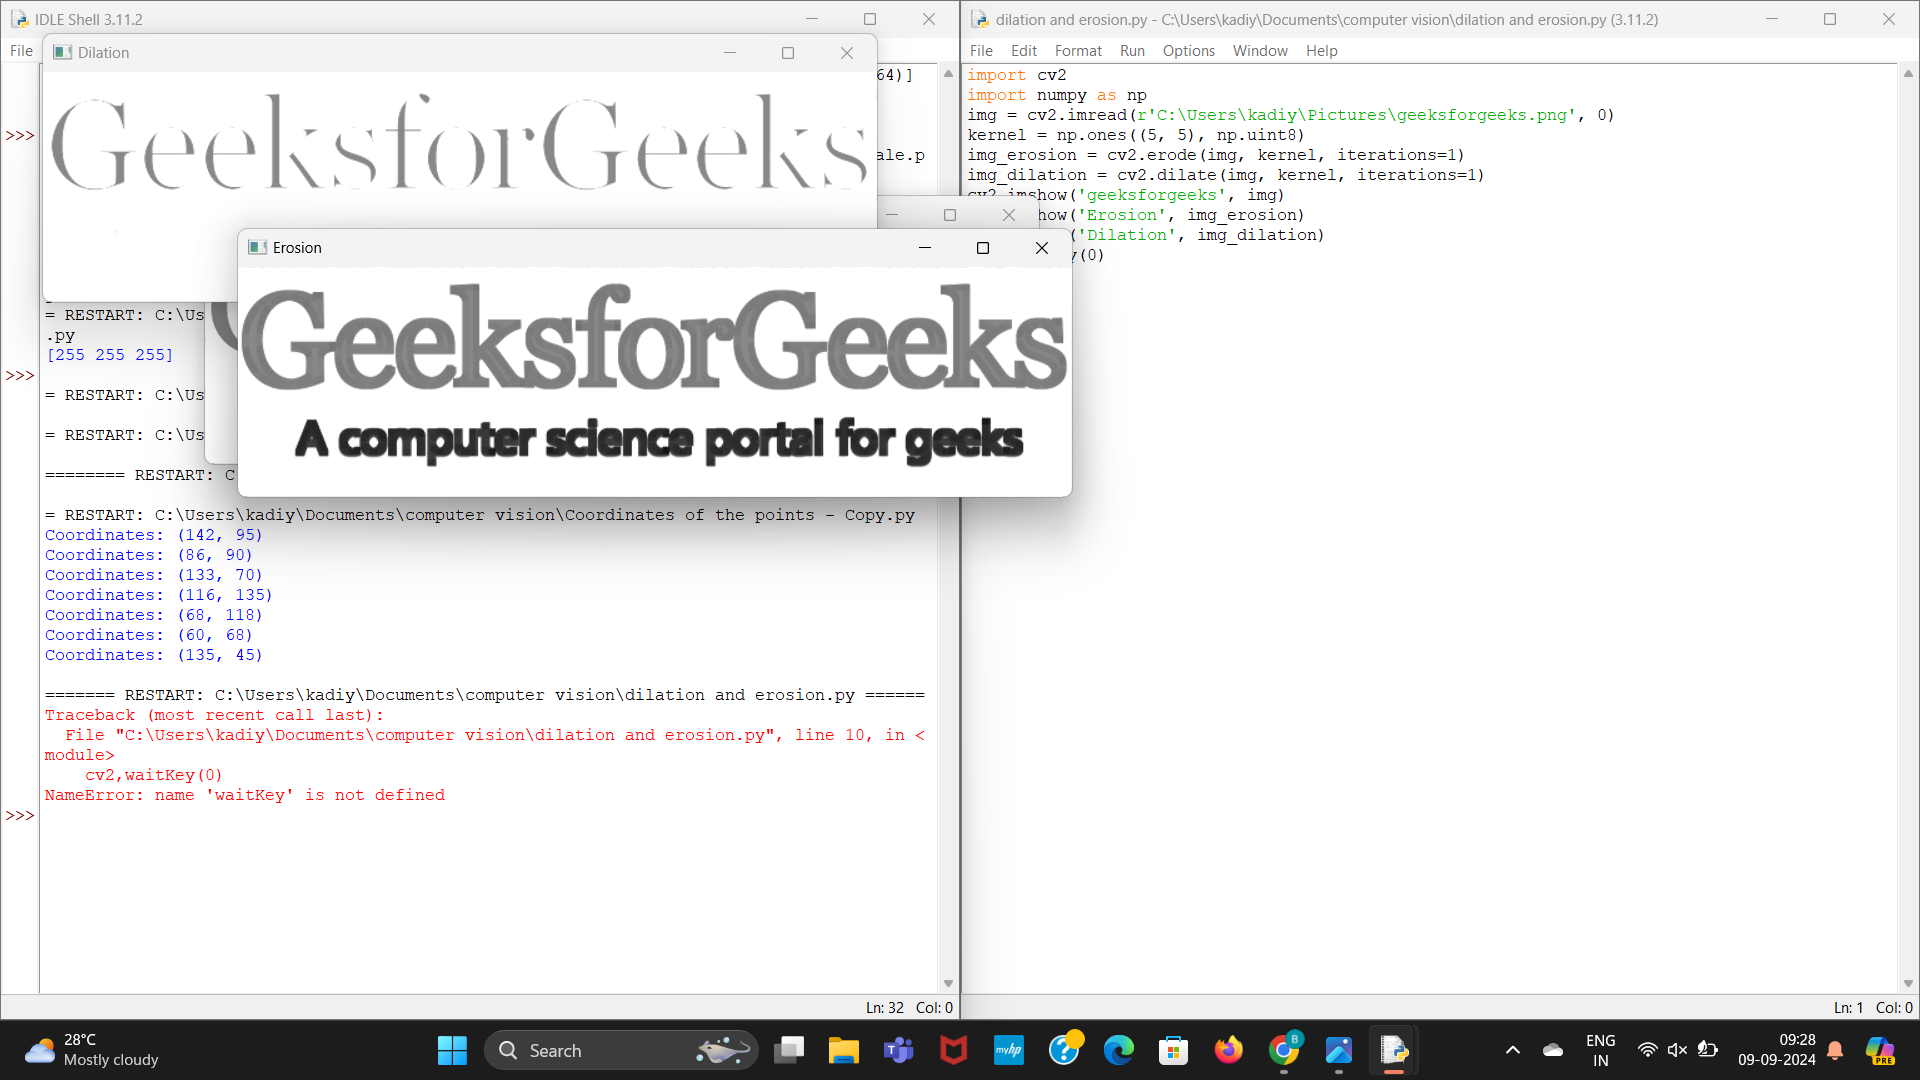 IDLE Shell 3.11.2
File
64)]
>>>
ale.p
= RESTART: C:\Us
.py
[255 255 255]
>>>
= RESTART: C:\Us
= RESTART: C:\Us
======== RESTART: C
= RESTART: C:\Users\kadiy\Documents\computer vision\Coordinates of the points - Copy.py
Coordinates: (142, 95)
Coordinates: (86, 90)
Coordinates: (133, 70)
Coordinates: (116, 135)
Coordinates: (68, 118)
Coordinates: (60, 68)
Coordinates: (135, 45)
======= RESTART: C:\Users\kadiy\Documents\computer vision\dilation and erosion.py ======
Traceback (most recent call last):
File "C:\Users\kadiy\Documents\computer vision\dilation and erosion.py", line 10, in <
module>
cv2,waitKey(0)
NameError: name 'waitKey' is not defined
>>>
Ln: 32 Col: 0
Dilation
GeeksforGeeks
Erosion
GeeksforGeeks
A computer science portal for geeks
dilation and erosion.py - C:\Users\kadiy\Documents\computer vision\dilation and erosion.py (3.11.2)
File Edit Format Run Options Window Help
import cv2
import numpy as np
img = cv2.imread(r'C:\Users\kadiy\Pictures\geeksforgeeks.png', 0)
kernel = np.ones((5, 5), np.uint8)
img_erosion = cv2.erode(img, kernel, iterations=1)
img_dilation = cv2.dilate(img, kernel, iterations=1)
cv2.imshow('geeksforgeeks', img)
how('Erosion', img_erosion)
('Dilation', img_dilation)
y(0)
Ln: 1 Col: 0
28°C
Mostly cloudy
Search
myhp
B
ENG
IN
09:28
09-09-2024
PRE